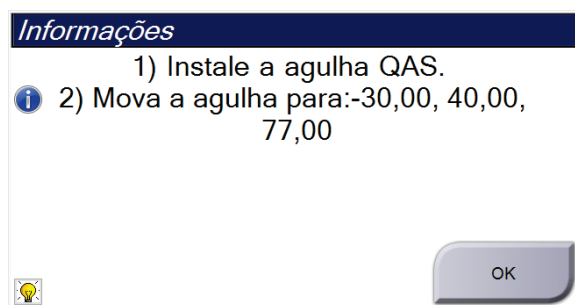 Informações
1) Instale a agulha QAS.
2) Mova a agulha para:-30,00, 40,00,
77,00
OK